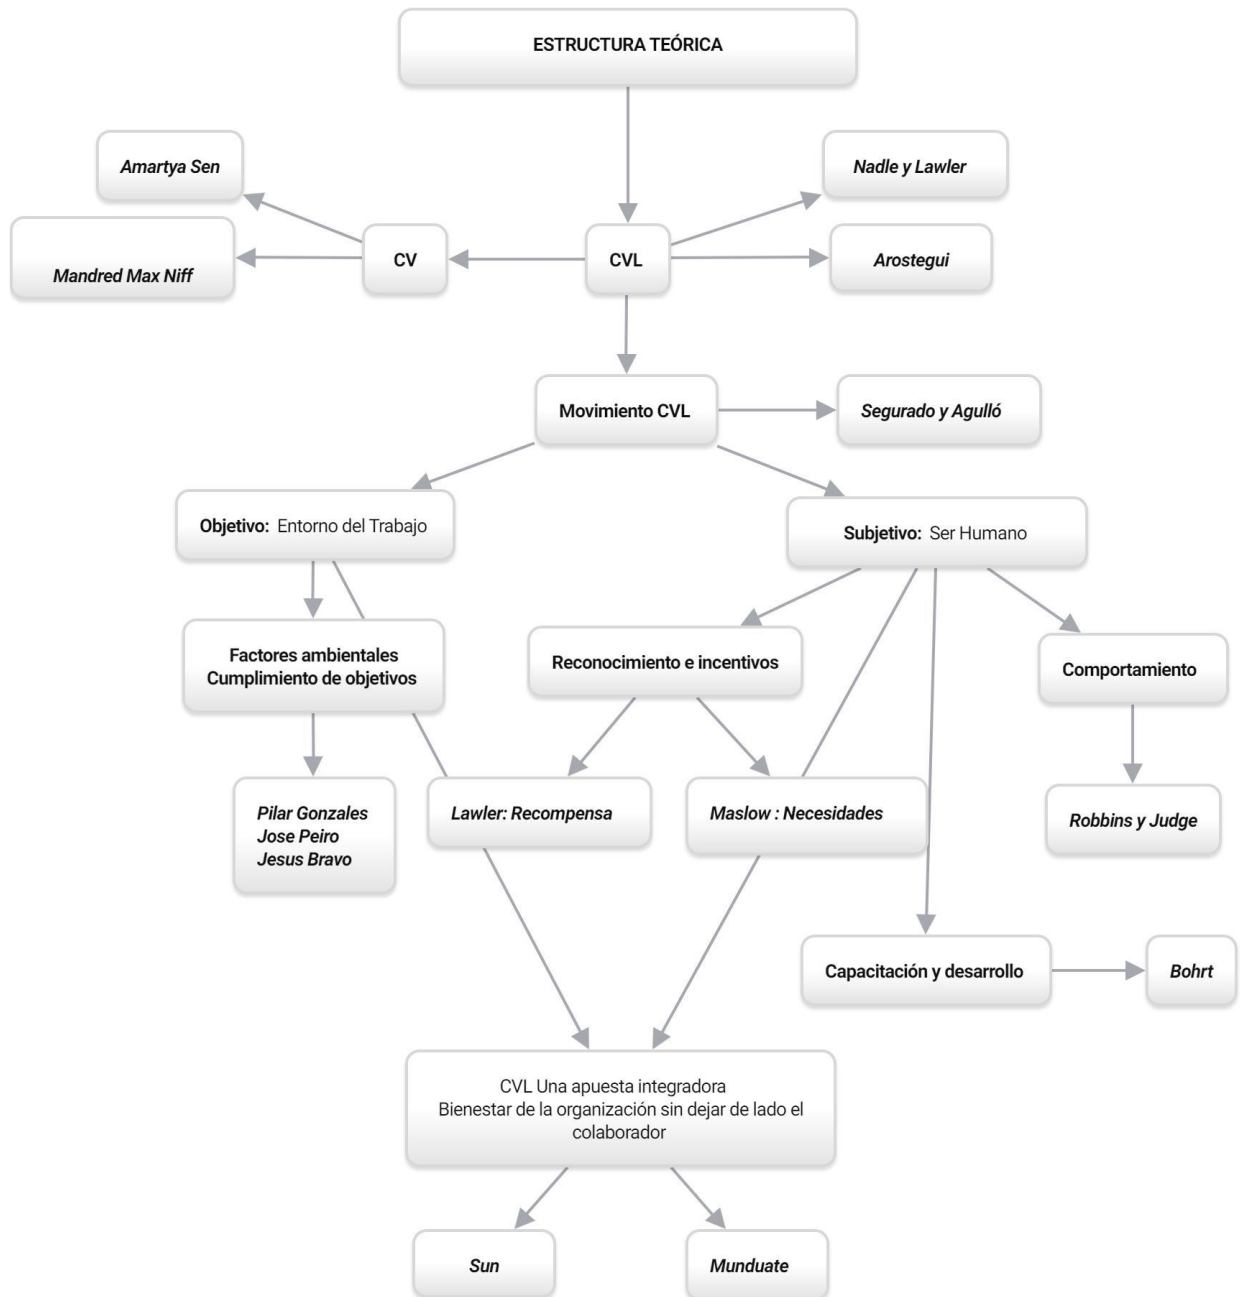 ESTRUCTURA TEÓRICA
Amartya Sen
Nadle y Lawler
Mandred Max Niff
CV
CVL
Arostegui
Movimiento CVL
Segurado y Agulló
Objetivo: Entorno del Trabajo
Subjetivo: Ser Humano
Factores ambientales
Cumplimiento de objetivos
Reconocimiento e incentivos
Comportamiento
Pilar Gonzales
Jose Peiro
Jesus Bravo
Lawler: Recompensa
Maslow : Necesidades
Robbins y Judge
Capacitación y desarrollo
Bohrt
CVL Una apuesta integradora
Bienestar de la organización sin dejar de lado el
colaborador
Sun
Munduate